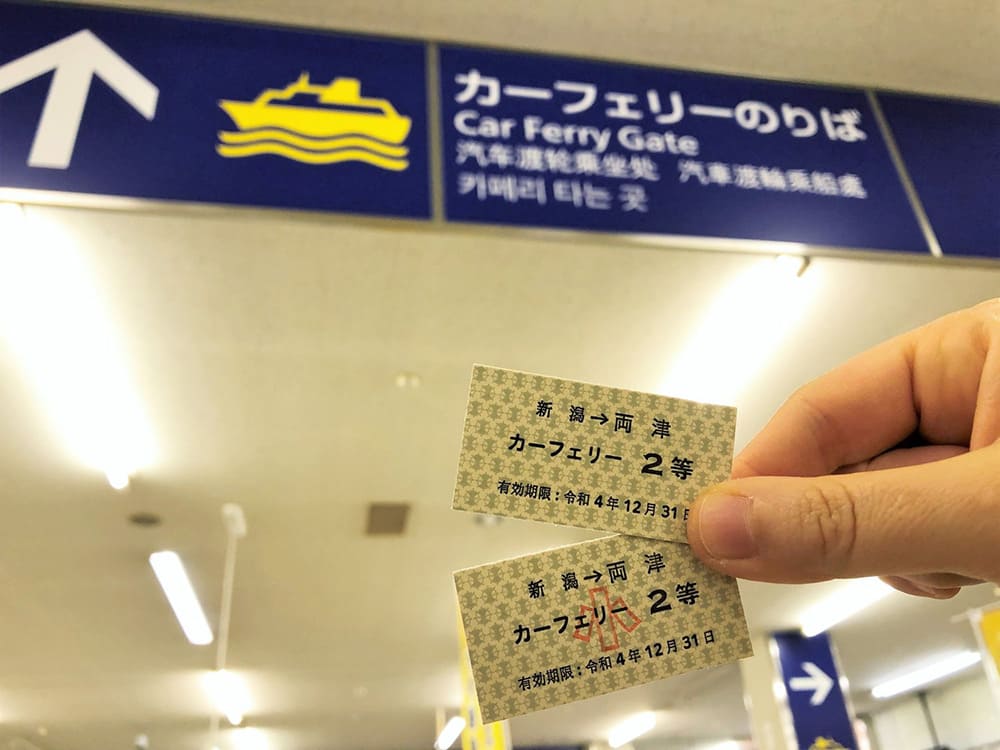 カーフェリーのりば
Car Ferry Gate
汽车渡轮乘坐处 汽車渡輪乘船處
카페리 타는 곳
新潟→両津
カーフェリー 2等
有効期限:令和4年12月31日
新潟→両津
カーフェリー 2等
小
有効期限:令和4年12月31日